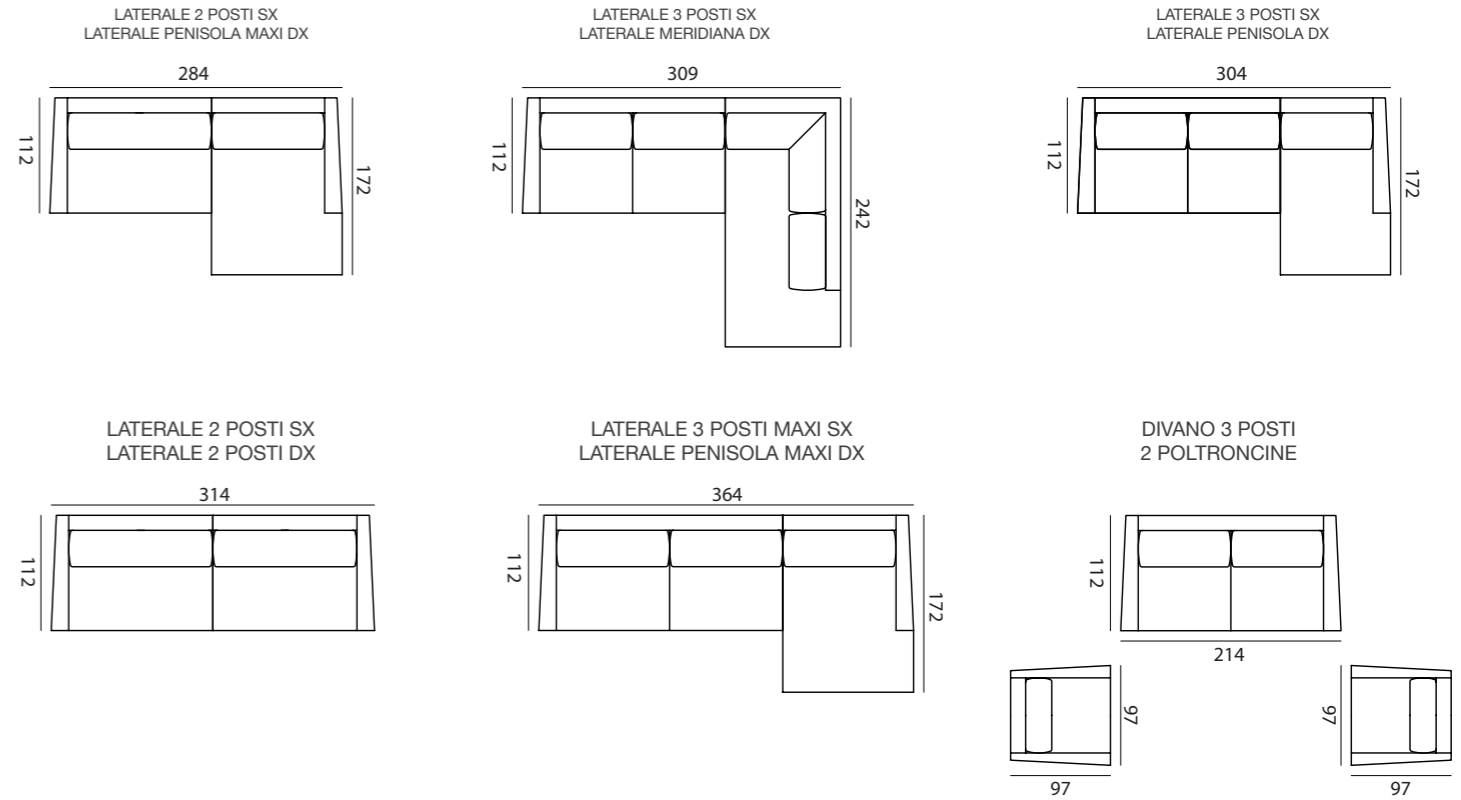 LATERALE 2 POSTI SX
LATERALE PENISOLA MAXI DX
284
112
172
LATERALE 3 POSTI SX
LATERALE MERIDIANA DX
309
112
242
LATERALE 3 POSTI SX
LATERALE PENISOLA DX
304
112
172
LATERALE 2 POSTI SX
LATERALE 2 POSTI DX
314
112
LATERALE 3 POSTI MAXI SX
LATERALE PENISOLA MAXI DX
364
112
172
DIVANO 3 POSTI
2 POLTRONCINE
112
214
97
97
97
97